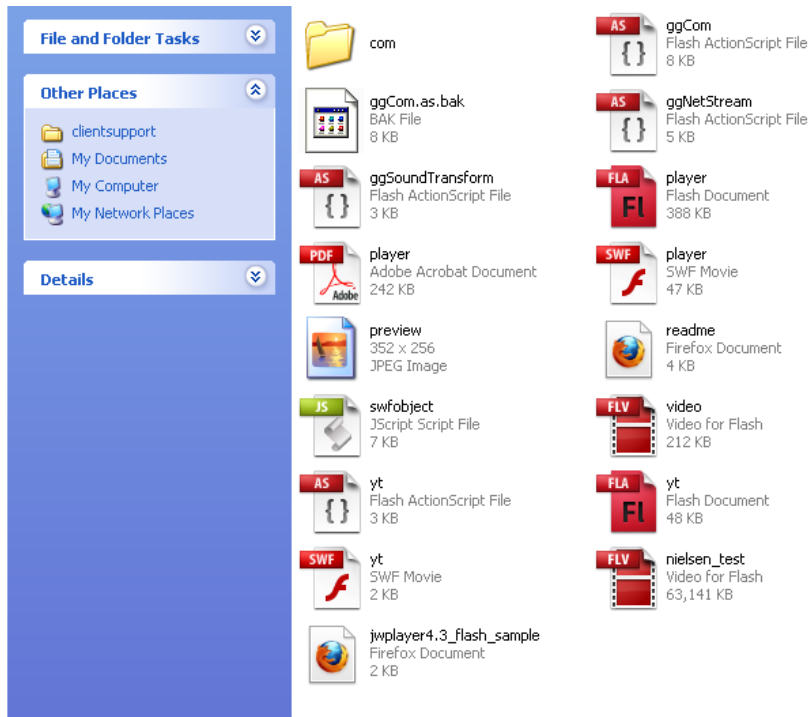 File and Folder Tasks
Other Places
clientsupport
My Documents
My Computer
My Network Places
Details
com
AS
ggCom
Flash ActionScript File
8 KB
ggCom.as.bak
BAK File
8 KB
AS
ggNetStream
Flash ActionScript File
5 KB
AS
ggSoundTransform
Flash ActionScript File
3 KB
FLA
Fl
player
Flash Document
388 KB
PDF
Adobe
player
Adobe Acrobat Document
242 KB
SWF
player
SWF Movie
47 KB
preview
352 x 256
JPEG Image
readme
Firefox Document
4 KB
JS
swfobject
JScript Script File
7 KB
FLV
video
Video for Flash
212 KB
AS
yt
Flash ActionScript File
3 KB
FLA
Fl
yt
Flash Document
48 KB
SWF
yt
SWF Movie
2 KB
FLV
nielsen_test
Video for Flash
63,141 KB
jwplayer4.3_flash_sample
Firefox Document
2 KB